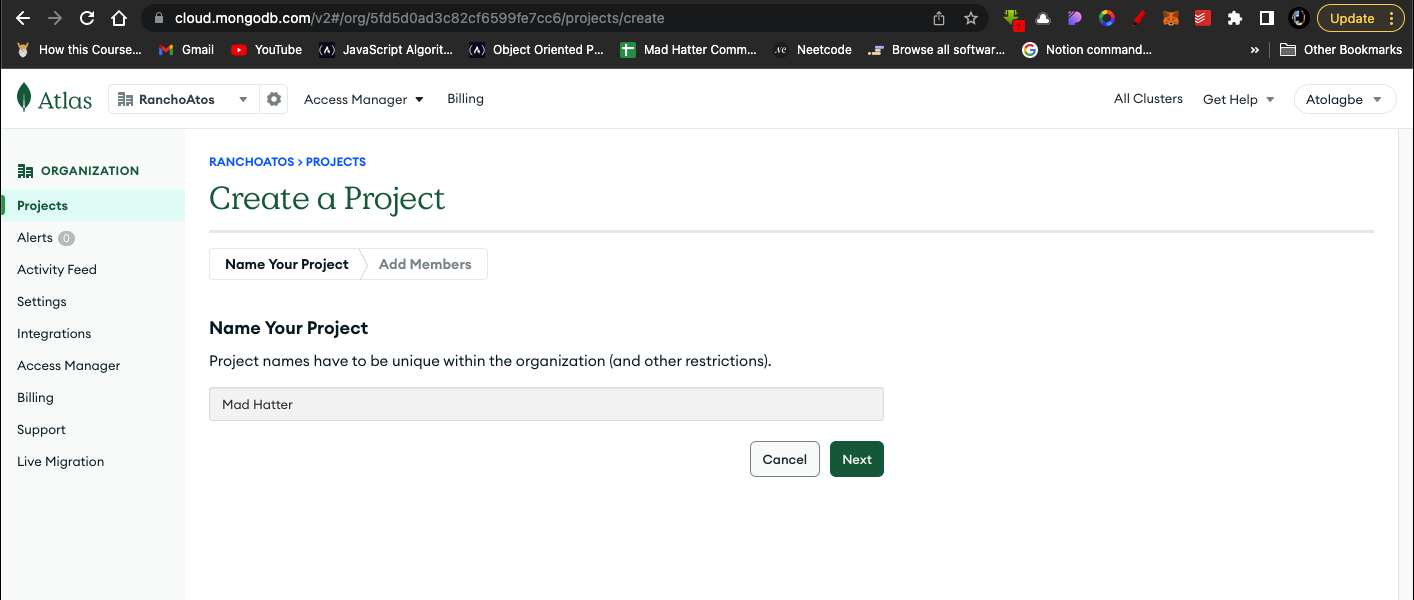 cloud.mongodb.com/v2#/org/5fd5d0ad3c82cf6599fe7cc6/projects/create
Update
How this Course... Gmail YouTube JavaScript Algorit... Object Oriented P... Mad Hatter Comm... Neetcode Browse all softwar... Notion command... » Other Bookmarks
Atlas RanchoAtos Access Manager Billing All Clusters Get Help Atolagbe
ORGANIZATION
Projects
Alerts 0
Activity Feed
Settings
Integrations
Access Manager
Billing
Support
Live Migration
RANCHOATOS > PROJECTS
Create a Project
Name Your Project Add Members
Name Your Project
Project names have to be unique within the organization (and other restrictions).
Mad Hatter
Cancel Next